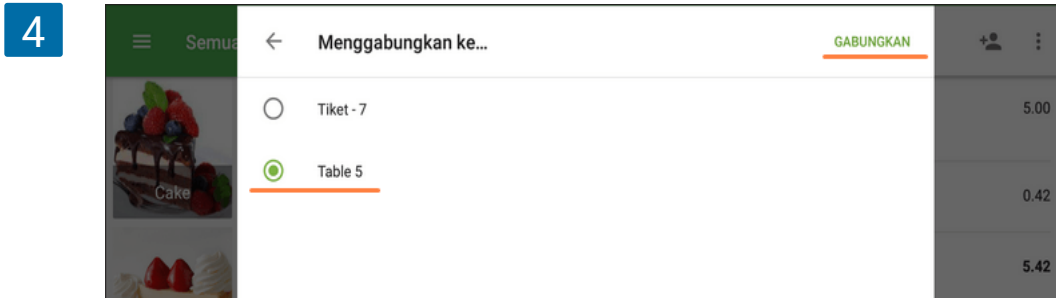 4
Semua
Menggabungkan ke...
GABUNGKAN
Tiket - 7
5.00
Table 5
Cake
0.42
5.42